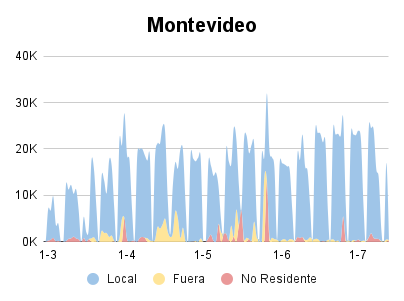 Montevideo
40K
30K
20K
10K
0K
1-3 1-4 1-5 1-6 1-7
Local Fuera No Residente